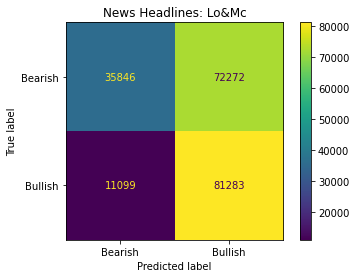 News Headlines: Lo&Mc
True label
Bearish
35846
72272
Bullish
11099
81283
Bearish
Bullish
Predicted label
80000
70000
60000
50000
40000
30000
20000